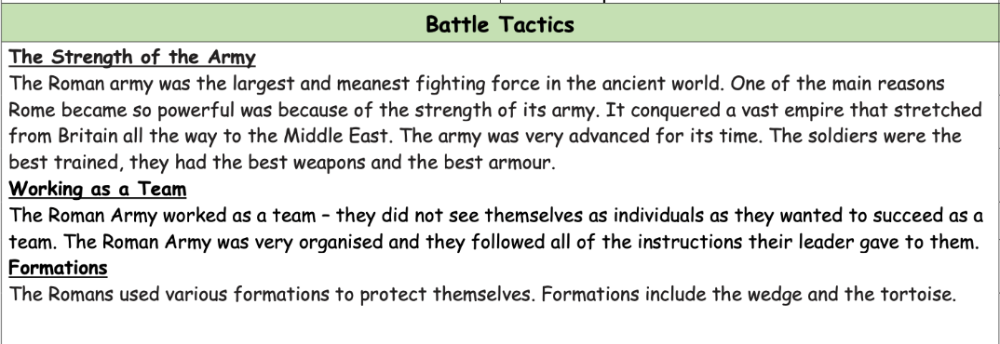 Battle Tactics
The Strength of the Army
The Roman army was the largest and meanest fighting force in the ancient world. One of the main reasons
Rome became so powerful was because of the strength of its army. It conquered a vast empire that stretched
from Britain all the way to the Middle East. The army was very advanced for its time. The soldiers were the
best trained, they had the best weapons and the best armour.
Working as a Team
The Roman Army worked as a team – they did not see themselves as individuals as they wanted to succeed as a
team. The Roman Army was very organised and they followed all of the instructions their leader gave to them.
Formations
The Romans used various formations to protect themselves. Formations include the wedge and the tortoise.